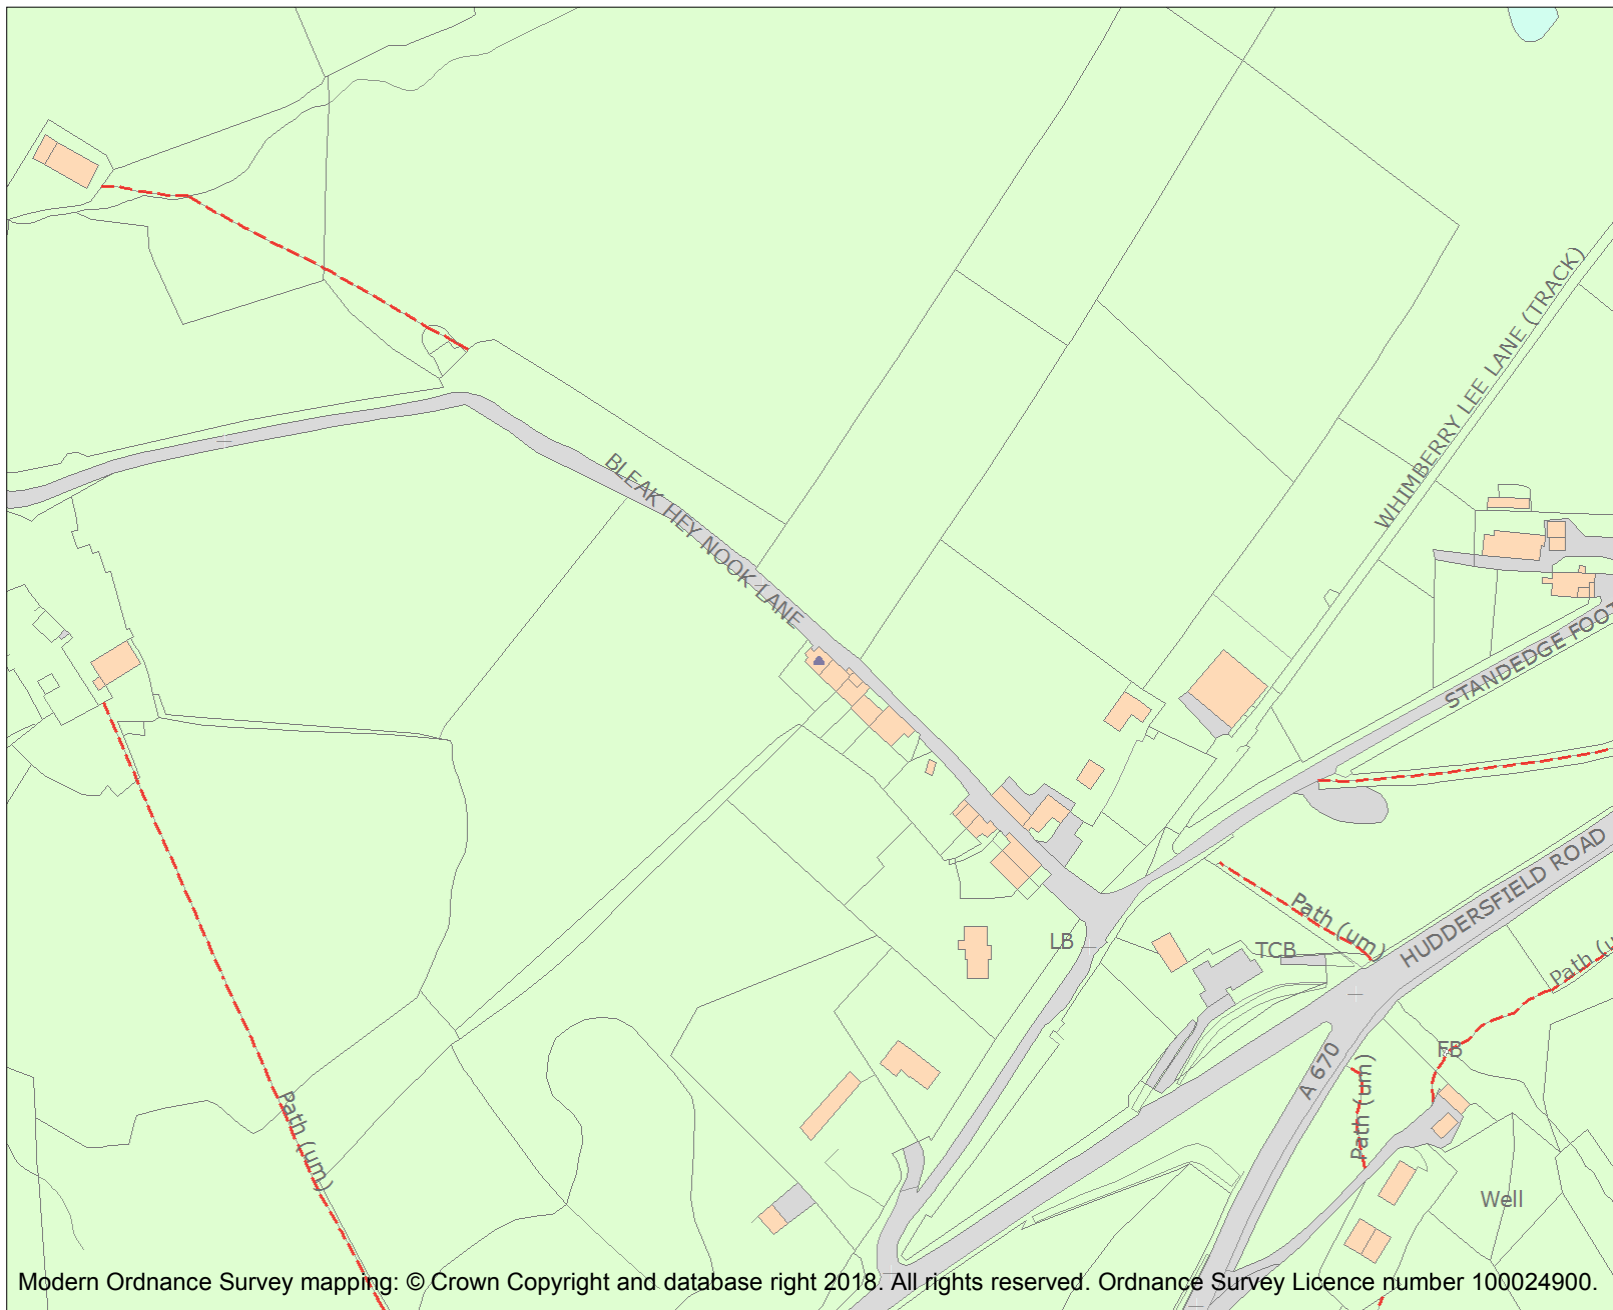 WHIMBERRY LEE LANE (TRACK)
BLEAK HEY NOOK LANE
STANDEDGE FOOT
HUDDERSFIELD ROAD
Path (um)
LB
TCB
Path (u
A 670
FB
Path (um)
Path (um)
Well
Modern Ordnance Survey mapping: © Crown Copyright and database right 2018. All rights reserved. Ordnance Survey Licence number 100024900.